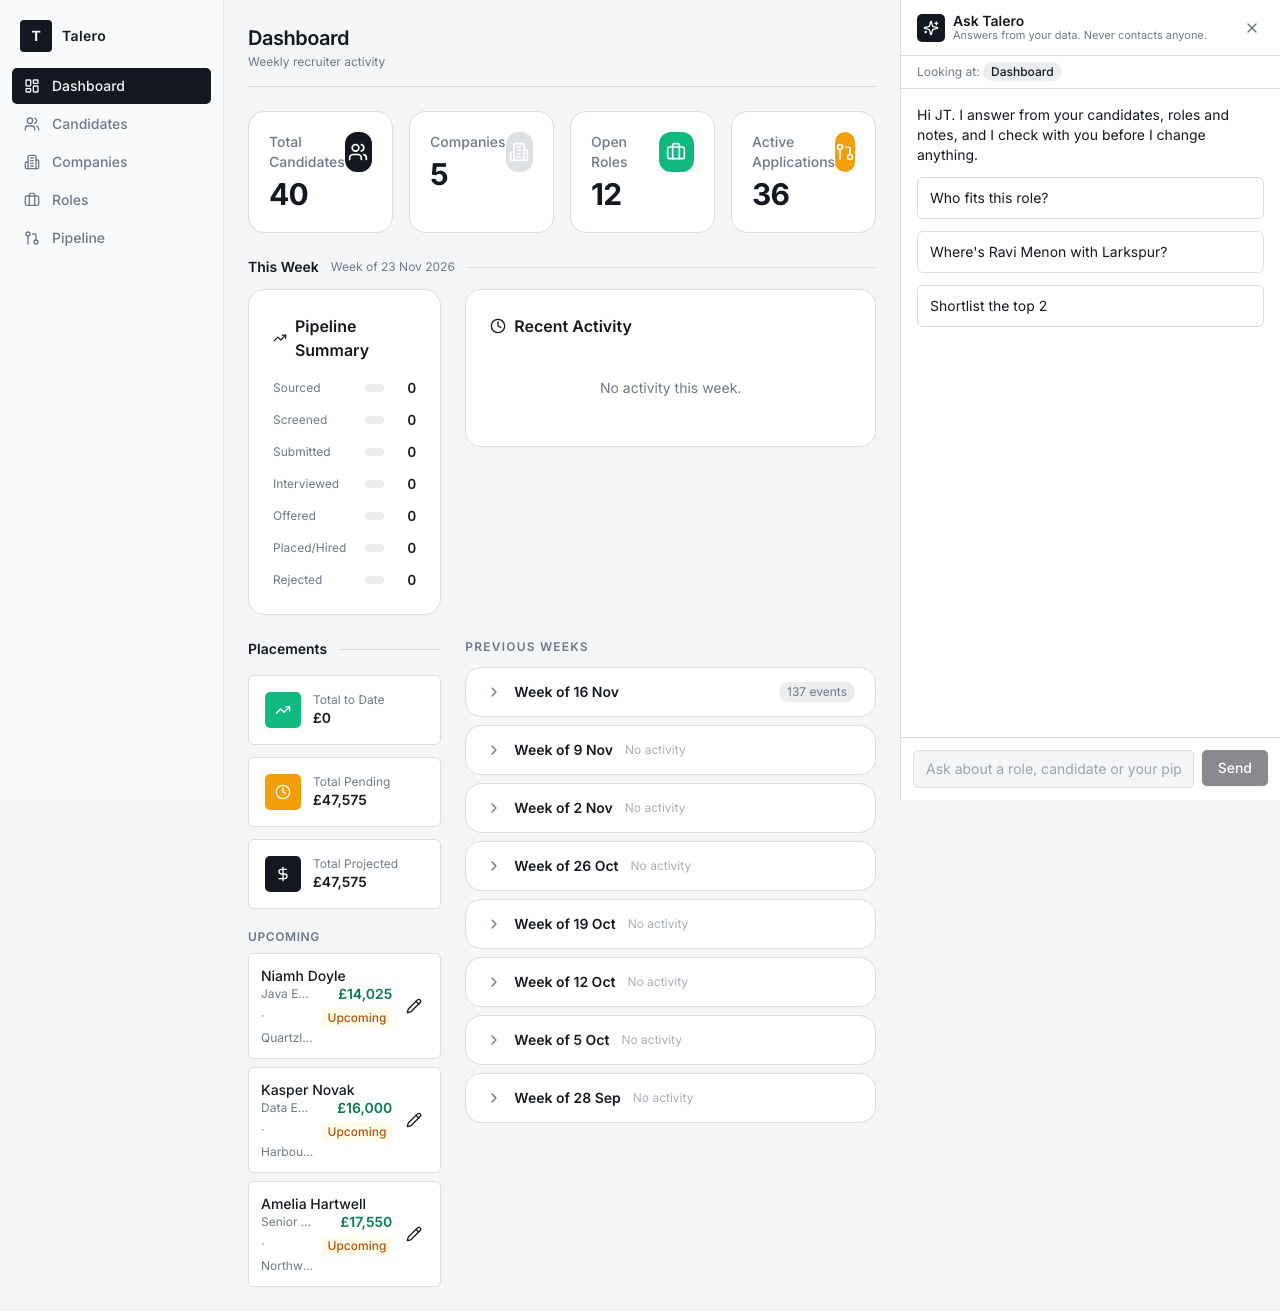 T Talero
Dashboard
Candidates
Companies
Roles
Pipeline
Dashboard
Weekly recruiter activity
Total
Candidates
40
Companies
5
Open
Roles
12
Active
Applications
36
This Week Week of 23 Nov 2026
Pipeline
Summary
Sourced 0
Screened 0
Submitted 0
Interviewed 0
Offered 0
Placed/Hired 0
Rejected 0
Recent Activity
No activity this week.
Placements
Total to Date
£0
Total Pending
£47,575
Total Projected
£47,575
UPCOMING
Niamh Doyle
Java E... £14,025
· Upcoming
Quartzl...
Kasper Novak
Data E... £16,000
· Upcoming
Harbou...
Amelia Hartwell
Senior ... £17,550
· Upcoming
Northw...
PREVIOUS WEEKS
Week of 16 Nov 137 events
Week of 9 Nov No activity
Week of 2 Nov No activity
Week of 26 Oct No activity
Week of 19 Oct No activity
Week of 12 Oct No activity
Week of 5 Oct No activity
Week of 28 Sep No activity
Ask Talero
Answers from your data. Never contacts anyone.
Looking at: Dashboard
Hi JT. I answer from your candidates, roles and
notes, and I check with you before I change
anything.
Who fits this role?
Where's Ravi Menon with Larkspur?
Shortlist the top 2
Ask about a role, candidate or your pip
Send